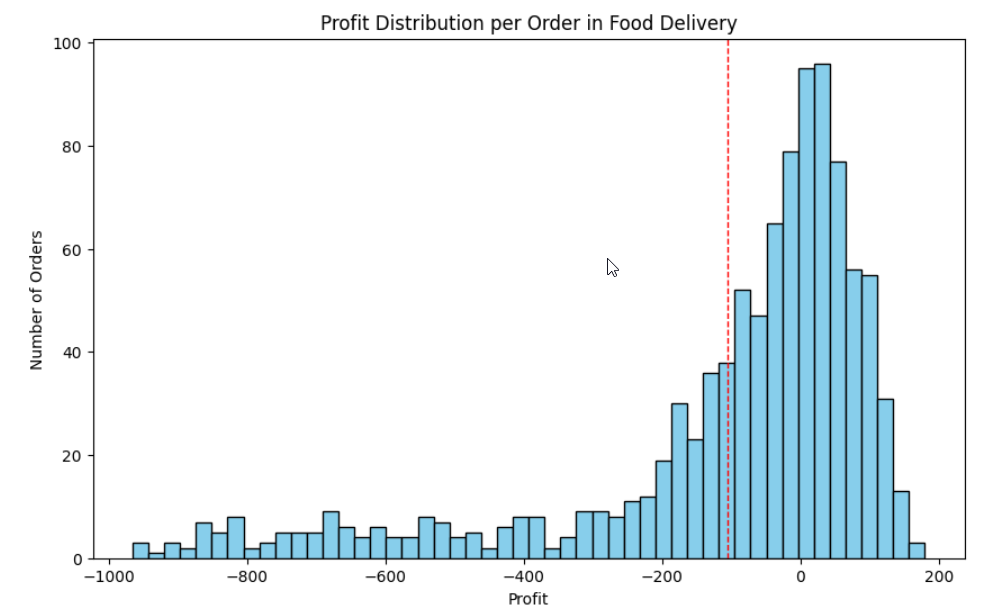 Profit Distribution per Order in Food Delivery
100
80
60
40
20
0
Number of Orders
−1000 −800 −600 −400 −200 0 200
Profit